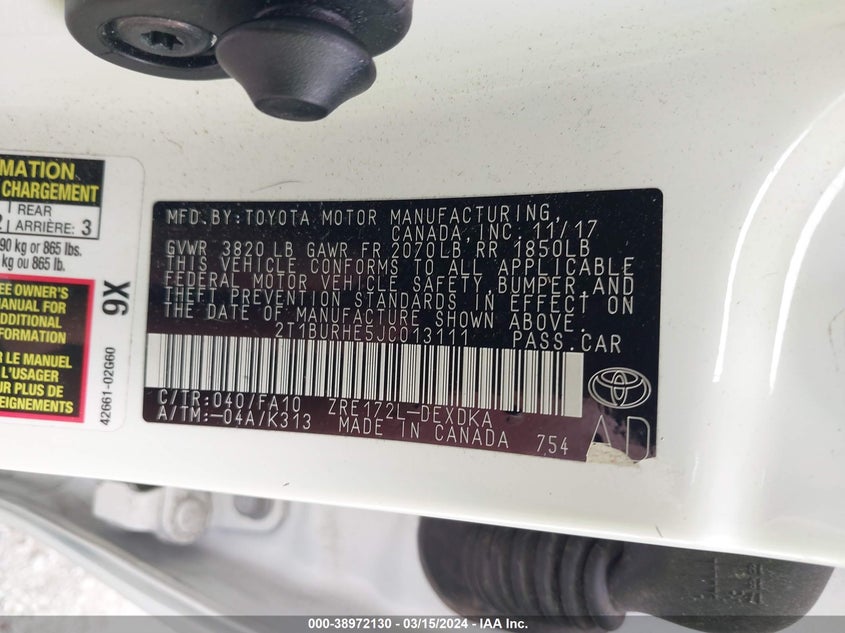 MATION
CHARGEMENT
REAR
2 ARRIÈRE: 3
90 kg or 865 lbs.
kg ou 865 lb.
EE OWNER'S
MANUAL FOR
ADDITIONAL
FORMATION
LE MANUEL
L'USAGER
PLUS DE
EIGNEMENTS
9X
42661-02G60
MFD. BY: TOYOTA MOTOR MANUFACTURING,
CANADA, INC. 11/17
GVWR 3820 LB GAWR FR 2070LB RR 1850LB
THIS VEHICLE CONFORMS TO ALL APPLICABLE
FEDERAL MOTOR VEHICLE SAFETY, BUMPER, AND
THEFT PREVENTION STANDARDS IN EFFECT ON
THE DATE OF MANUFACTURE SHOWN ABOVE.
2T1BURHE5JC013111 PASS. CAR
C/TR: 040/FA10 ZRE172L-DEXDKA
A/TM: -04A/K313 MADE IN CANADA 754
AD
TOYOTA
000-38972130 - 03/15/2024 - IAA Inc.